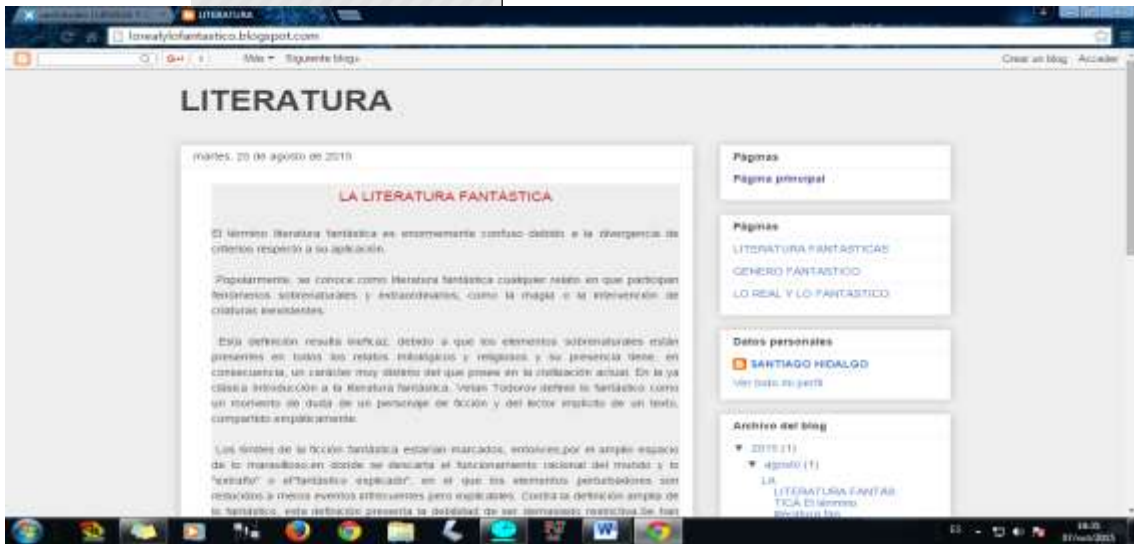 LITERATURA
lorealylofantastico.blogspot.com
G+1
Más Siguiente blog»
Crear un blog Acceder
LITERATURA
martes, de agosto de 2015
LA LITERATURA FANTÁSTICA
El término literatura fantástica es enormemente confuso debido a la divergencia de
criterios respecto a su aplicación.
Popularmente, se conoce como literatura fantástica cualquier relato en que participan
fenómenos sobrenaturales y extraordinarios, como la magia o la intervención de
criaturas inexistentes.
Esta definición resulta ineficaz, debido a que los elementos sobrenaturales están
presentes en todos los relatos mitológicos y religiosos y su presencia tiene, en
consecuencia, un carácter muy distinto del que posee en la civilización actual. En la ya
clásica Introducción a la literatura fantástica, Todorov definió lo fantástico como
un momento de duda de un personaje de ficción y del lector implícito de un texto,
compartido empáticamente.
Los límites de la ficción fantástica estarían marcados, entonces,por el amplio espacio
de lo maravilloso,en donde se descarta el funcionamiento racional del mundo y lo
"extraño" o el"fantástico explicado", en el que los elementos perturbadores son
reducidos a meros eventos infrecuentes pero explicables. Contra la definición amplia de
lo fantástico, esta definición presenta la debilidad de ser demasiado restrictiva.Se han
Páginas
Página principal
Páginas
LITERATURA FANTASTICAS
GENERO FANTASTICO
LO REAL Y LO FANTASTICO
Datos personales
SANTIAGO HIDALGO
Ver todo mi perfil
Archivo del blog
▼ 2015 (1)
▼ agosto (1)
LA
LITERATURA FANTÁS
TICA El término
literatura fan
ES